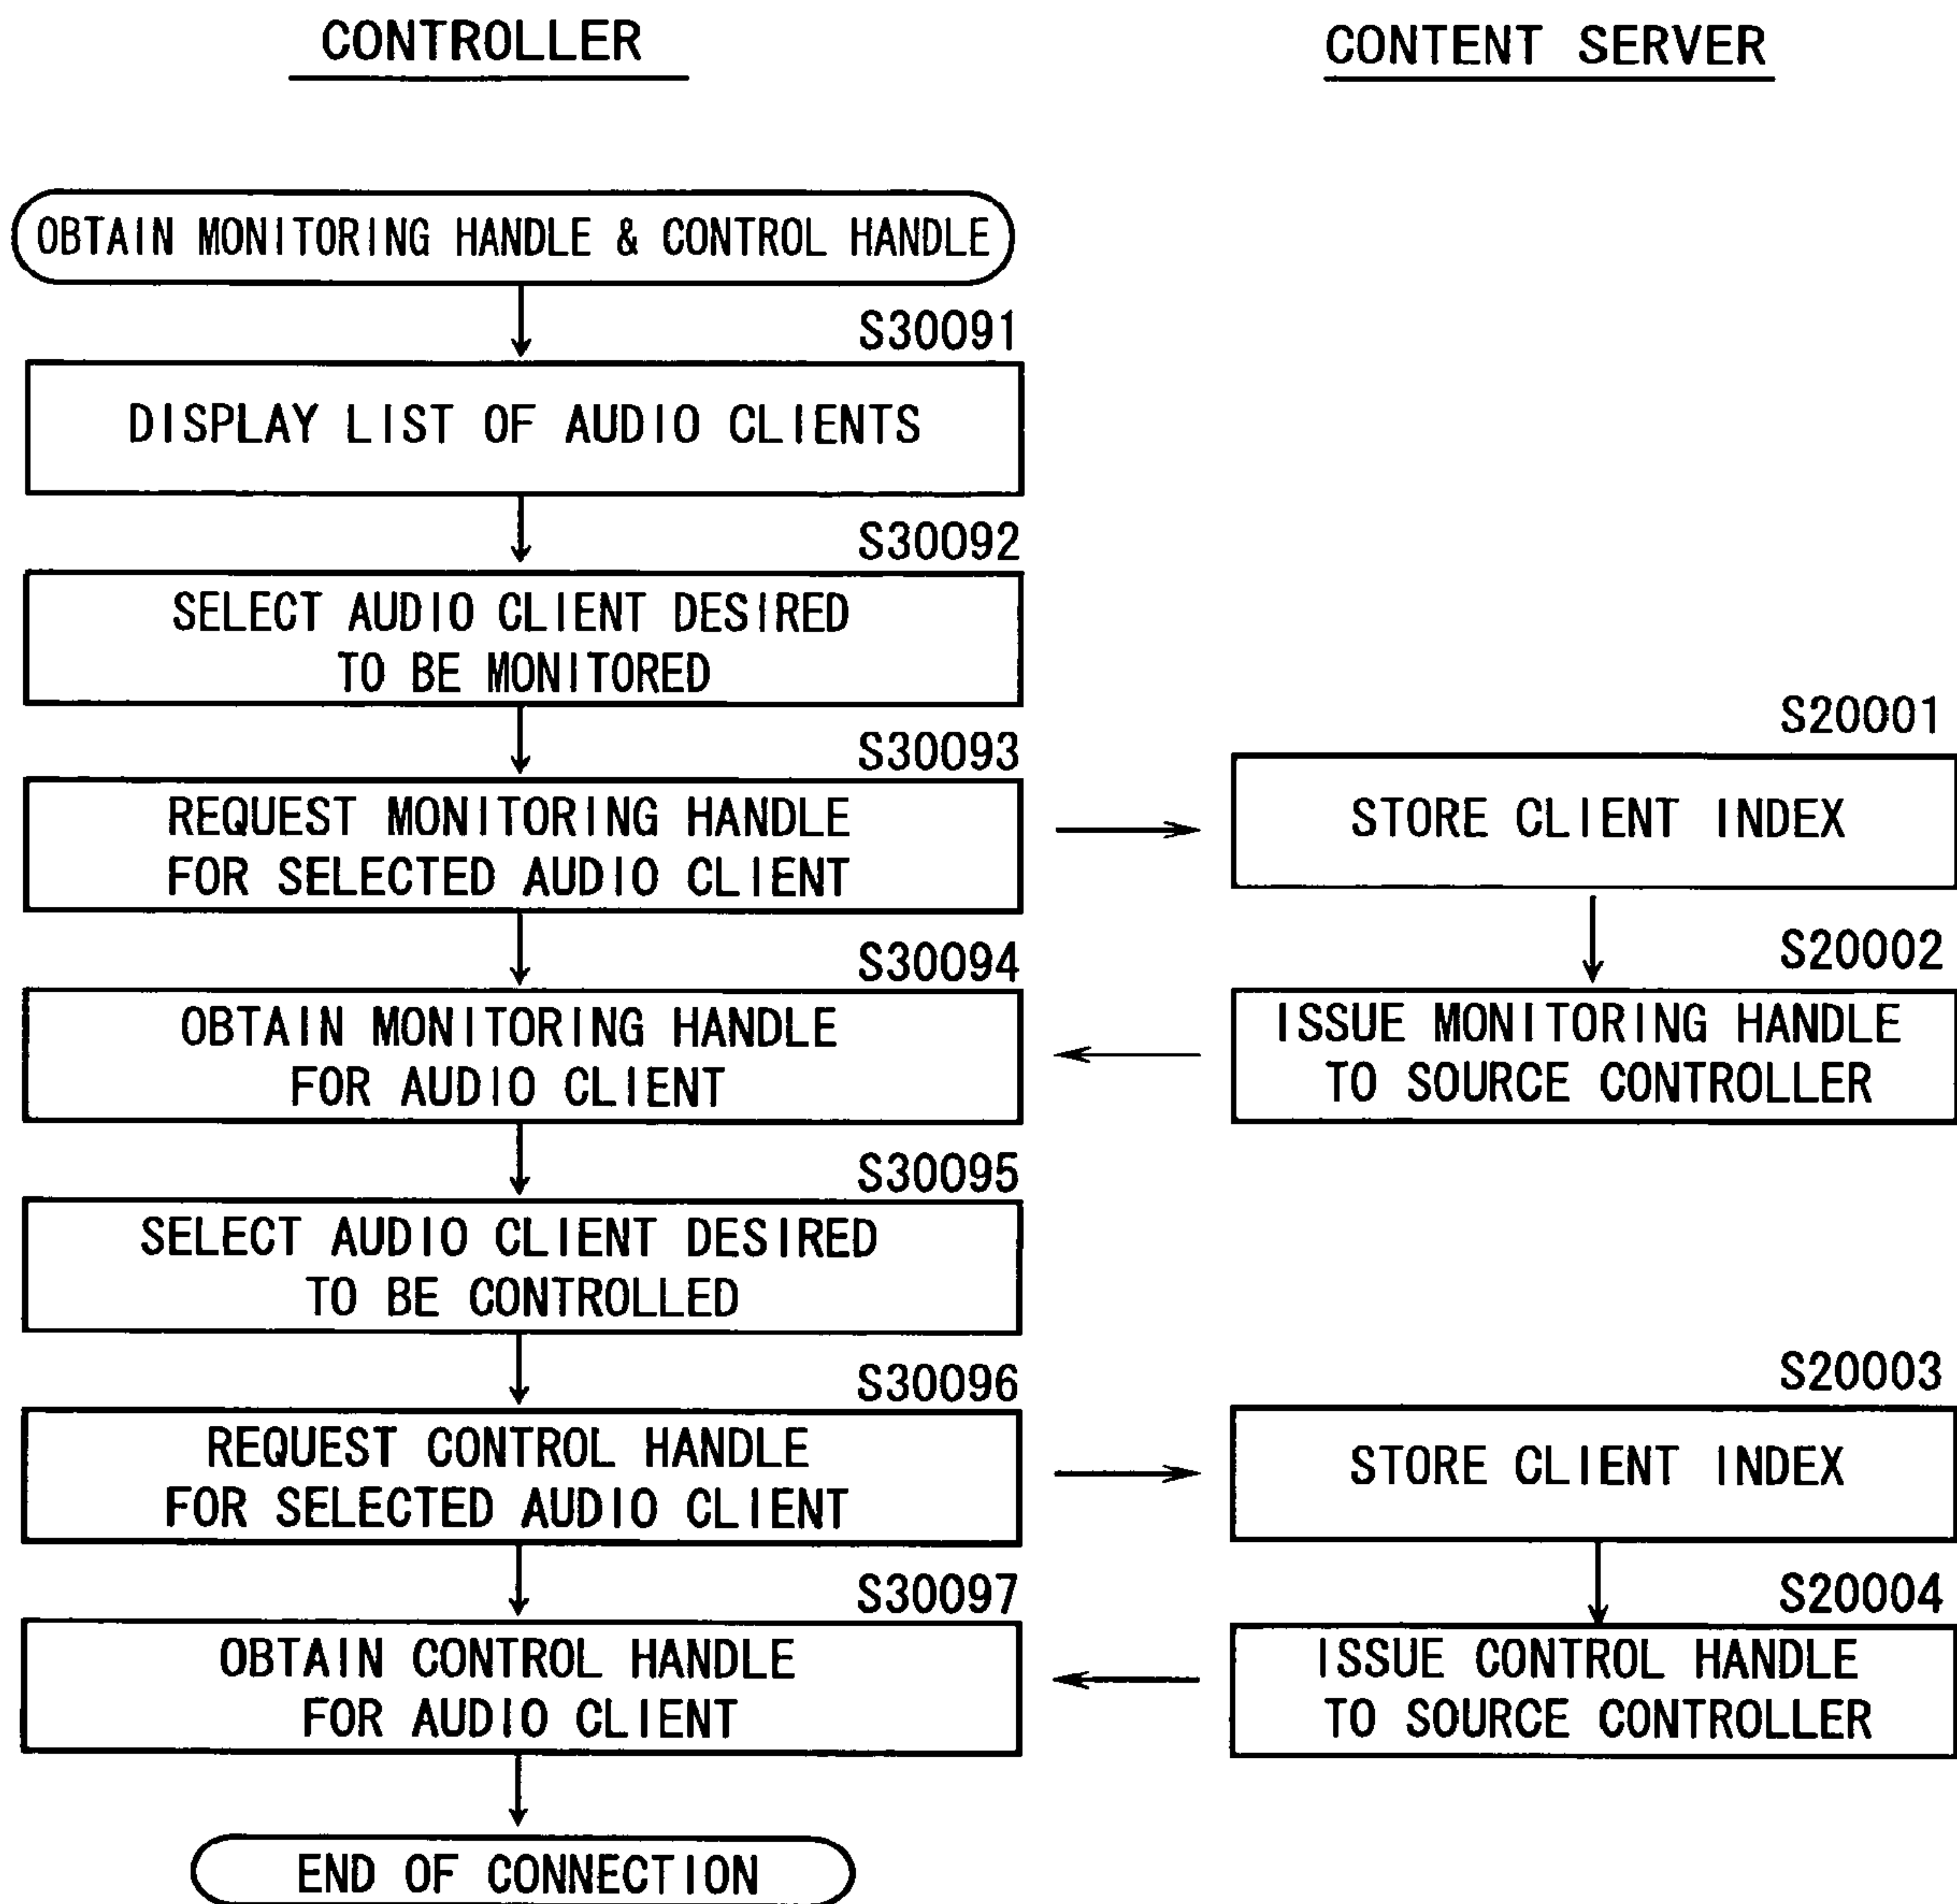 CONTROLLER
CONTENT SERVER
OBTAIN MONITORING HANDLE & CONTROL HANDLE
S30091
DISPLAY LIST OF AUDIO CLIENTS
S30092
SELECT AUDIO CLIENT DESIRED
TO BE MONITORED
S30093
REQUEST MONITORING HANDLE
FOR SELECTED AUDIO CLIENT
S20001
STORE CLIENT INDEX
S30094
OBTAIN MONITORING HANDLE
FOR AUDIO CLIENT
S20002
ISSUE MONITORING HANDLE
TO SOURCE CONTROLLER
S30095
SELECT AUDIO CLIENT DESIRED
TO BE CONTROLLED
S30096
REQUEST CONTROL HANDLE
FOR SELECTED AUDIO CLIENT
S20003
STORE CLIENT INDEX
S30097
OBTAIN CONTROL HANDLE
FOR AUDIO CLIENT
S20004
ISSUE CONTROL HANDLE
TO SOURCE CONTROLLER
END OF CONNECTION